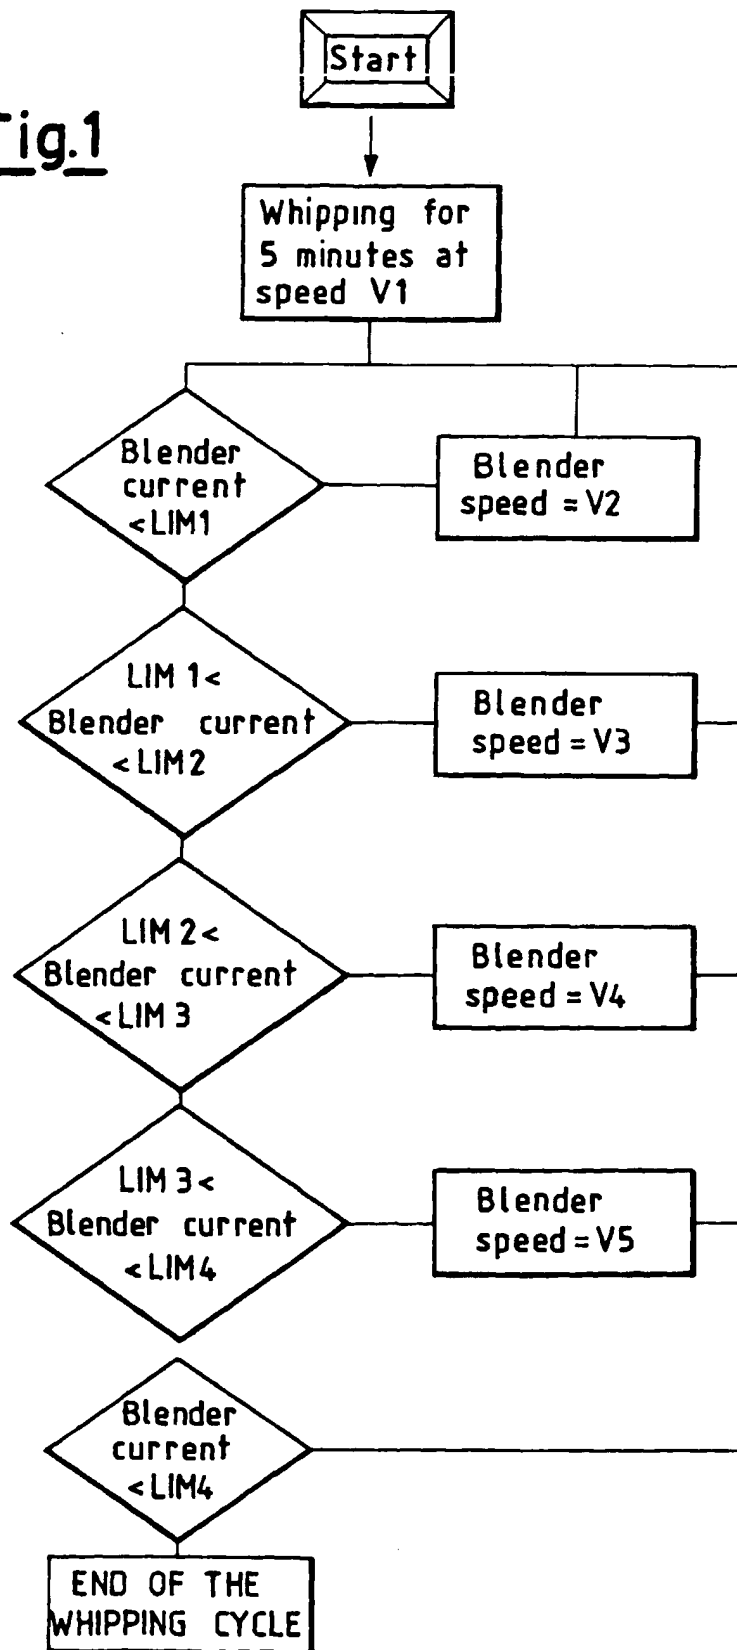 Start
Fig.1
Whipping for
5 minutes at
speed V1
Blender
current
<LIM1
Blender
speed = V2
LIM 1<
Blender current
<LIM2
Blender
speed = V3
LIM 2<
Blender current
<LIM 3
Blender
speed = V4
LIM 3<
Blender current
<LIM4
Blender
speed = V5
Blender
current
<LIM4
END OF THE
WHIPPING CYCLE